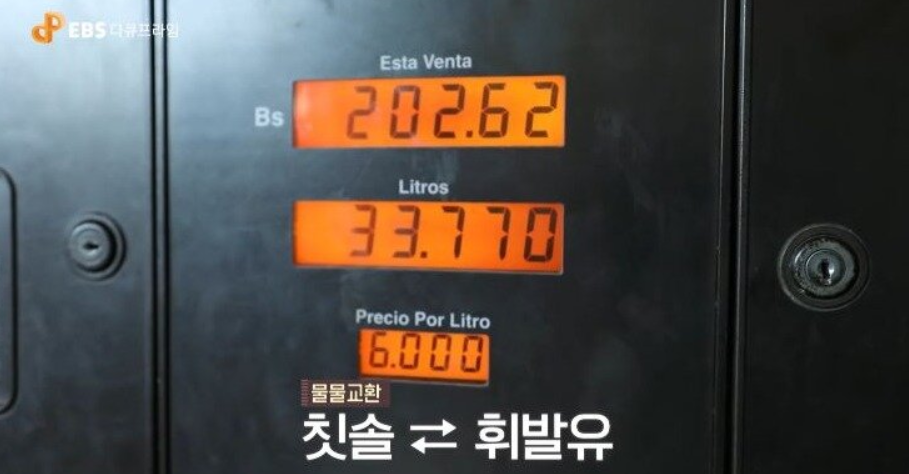 EBS 다큐프라임
Esta Venta
Bs 202.62
Litros
33.770
Precio Por Litro
6.000
물물교환
칫솔 ⇄ 휘발유